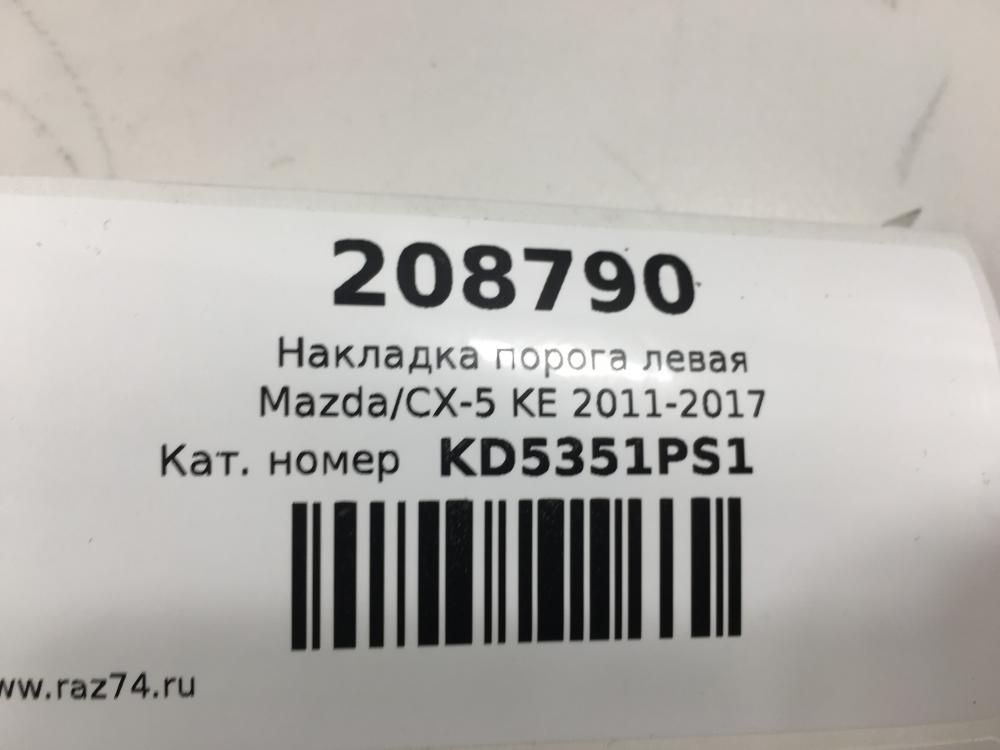 208790
Накладка порога левая
Mazda/CX-5 KE 2011-2017
Кат. номер KD5351PS1
www.raz74.ru